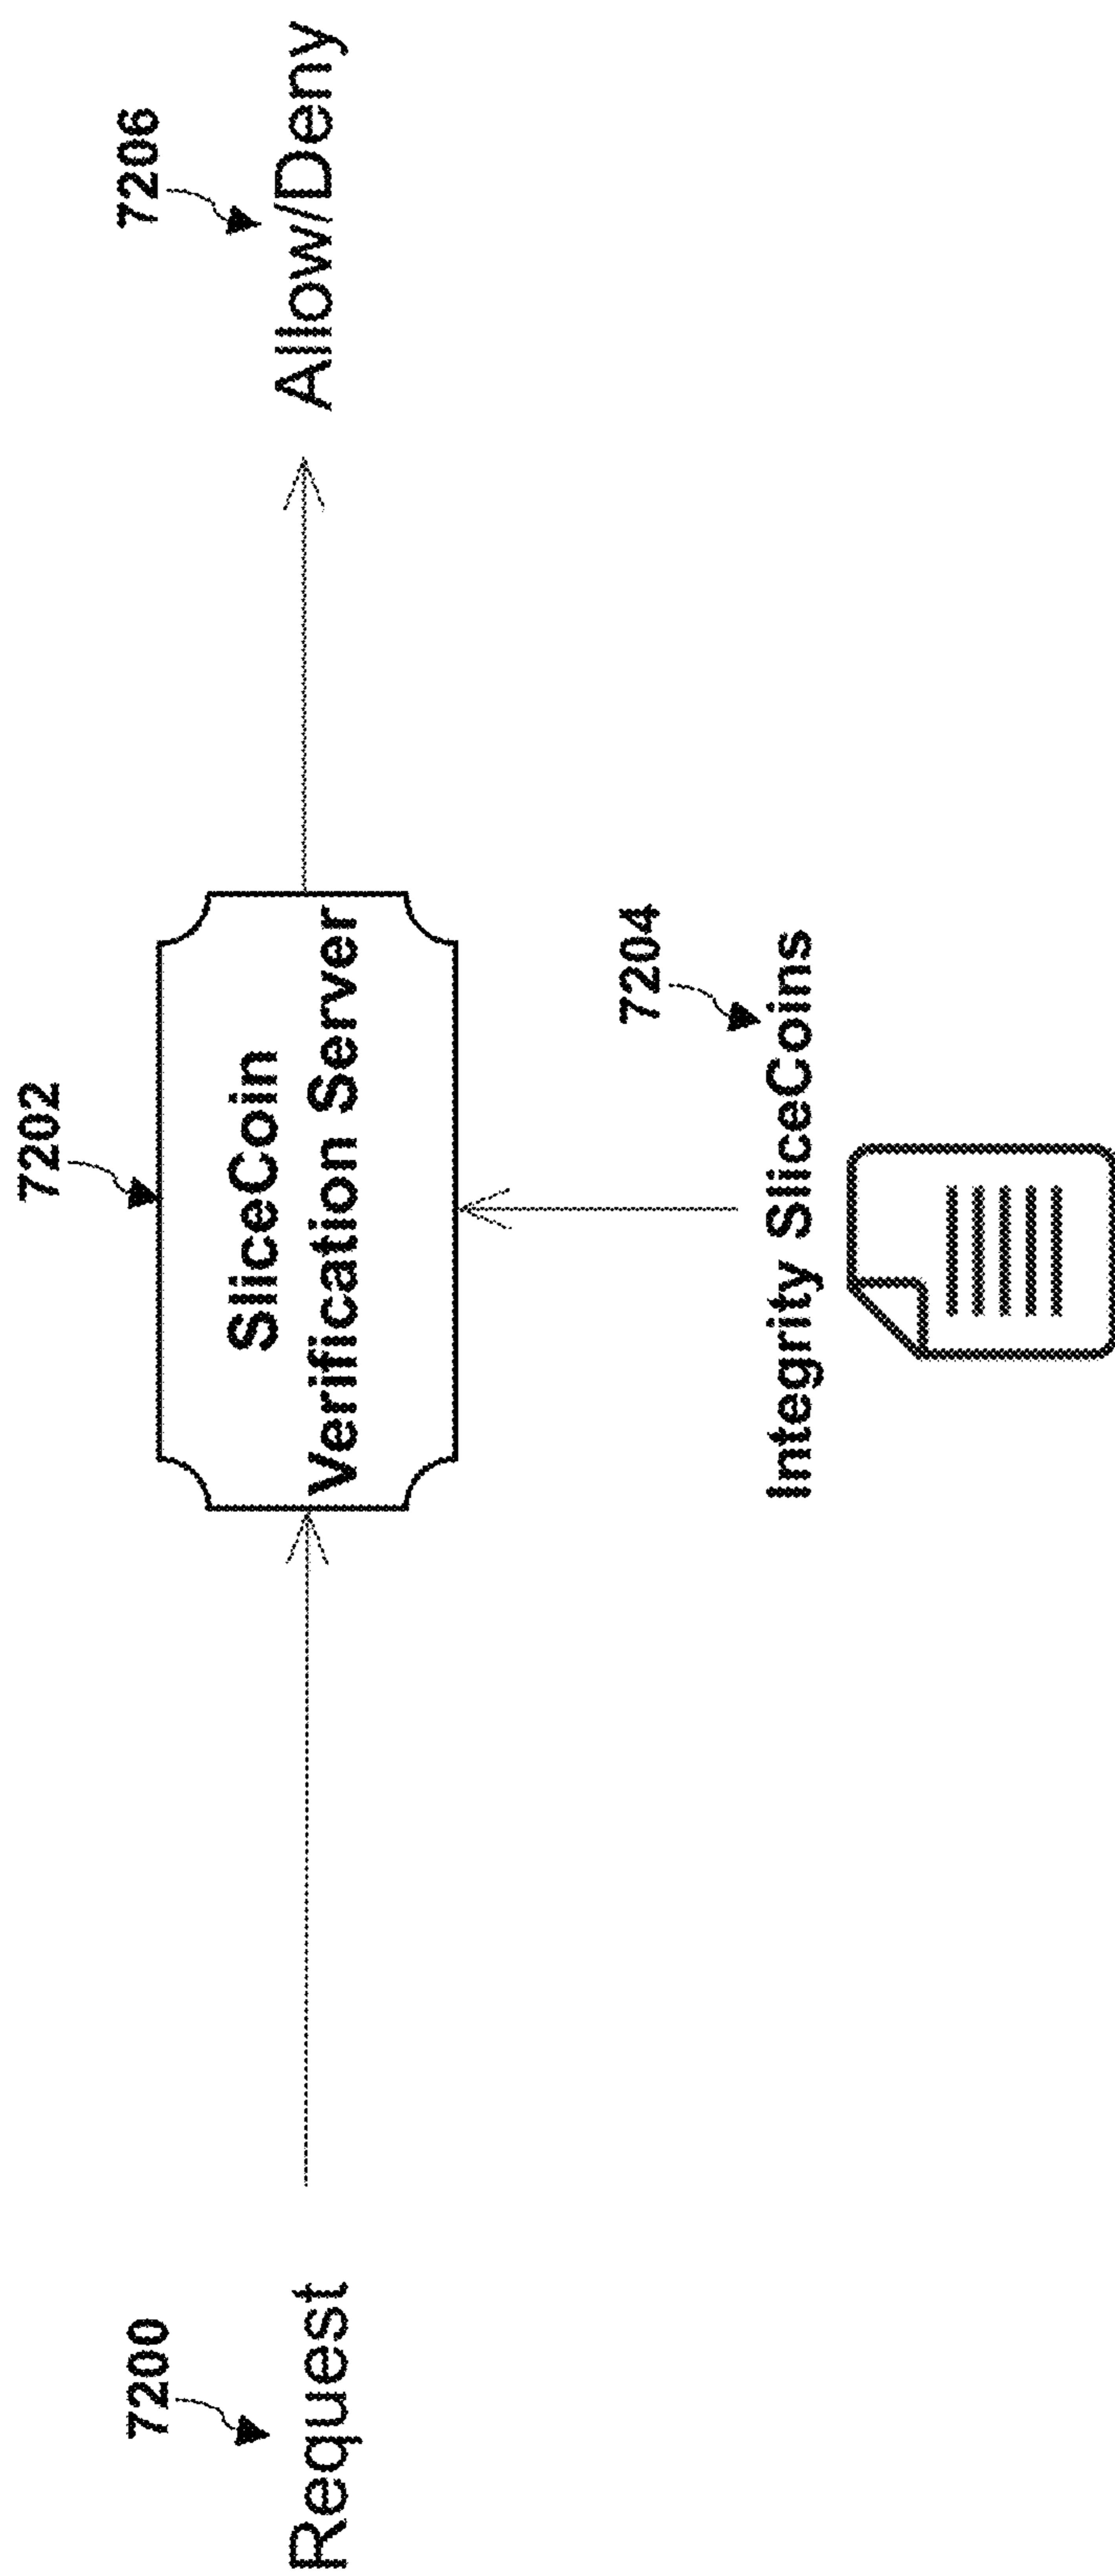 7200
Request
7202
SliceCoin
Verification Server
7204
Integrity SliceCoins
7206
Allow/Deny